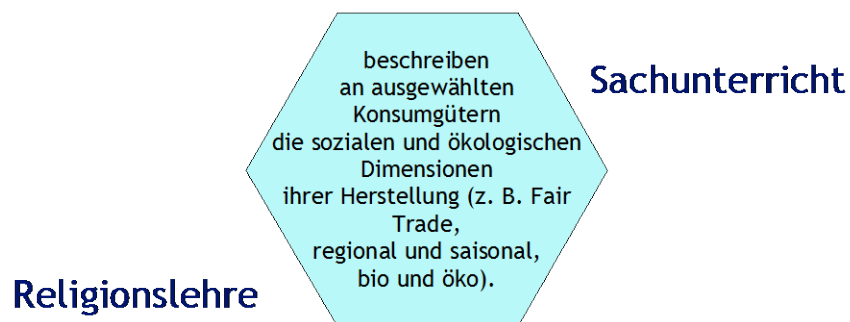 beschreiben
an ausgewählten
Konsumgütern
die sozialen und ökologischen
Dimensionen
ihrer Herstellung (z. B. Fair
Trade,
regional und saisonal,
bio und öko).
Sachunterricht
Religionslehre